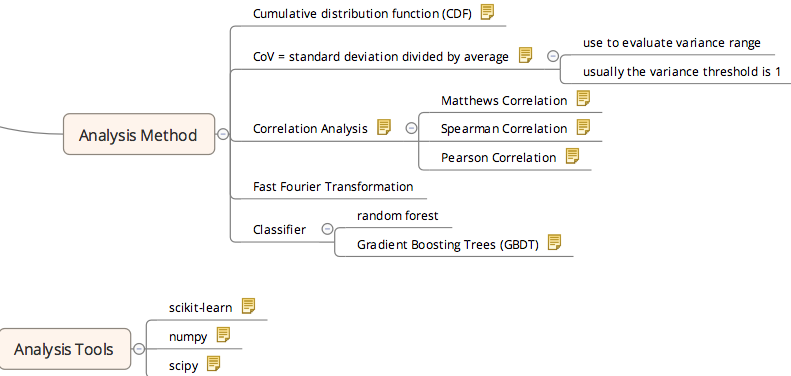 Cumulative distribution function (CDF)
CoV = standard deviation divided by average
use to evaluate variance range
usually the variance threshold is 1
Analysis Method
Correlation Analysis
Matthews Correlation
Spearman Correlation
Pearson Correlation
Fast Fourier Transformation
Classifier
random forest
Gradient Boosting Trees (GBDT)
Analysis Tools
scikit-learn
numpy
scipy